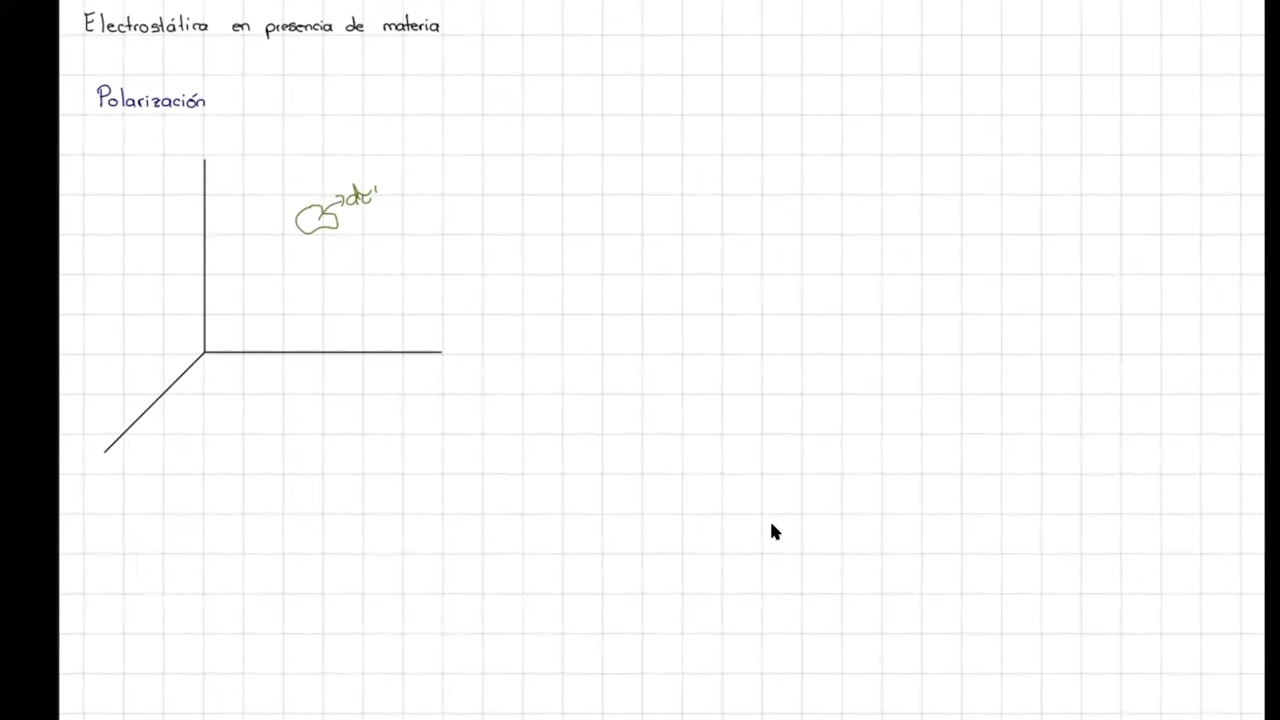 Electrostática en presencia de materia
Polarización
dτ'